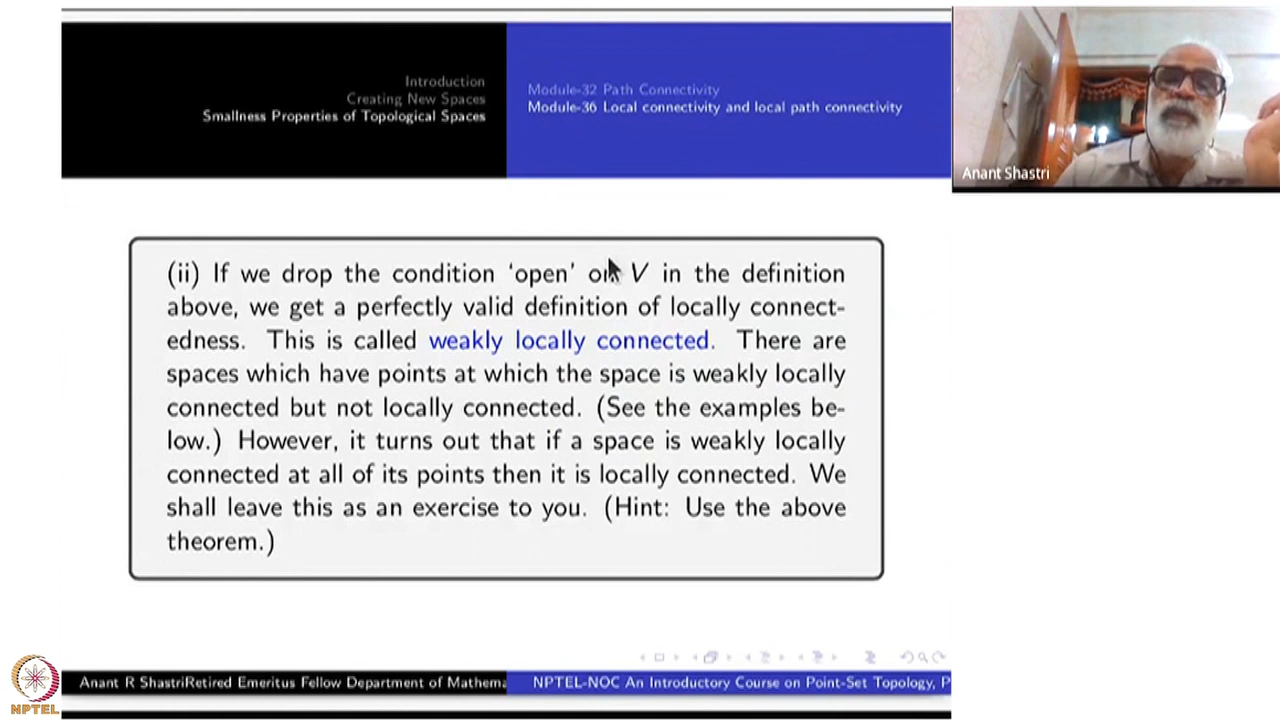 Introduction
Creating New Spaces
Smallness Properties of Topological Spaces
Module-32 Path Connectivity
Module-36 Local connectivity and local path connectivity
Anant Shastri
(ii) If we drop the condition ‘open’ on V in the definition
above, we get a perfectly valid definition of locally connect-
edness. This is called weakly locally connected. There are
spaces which have points at which the space is weakly locally
connected but not locally connected. (See the examples be-
low.) However, it turns out that if a space is weakly locally
connected at all of its points then it is locally connected. We
shall leave this as an exercise to you. (Hint: Use the above
theorem.)
NPTEL
Anant R ShastriRetired Emeritus Fellow Department of Mathema
NPTEL-NOC An Introductory Course on Point-Set Topology, P